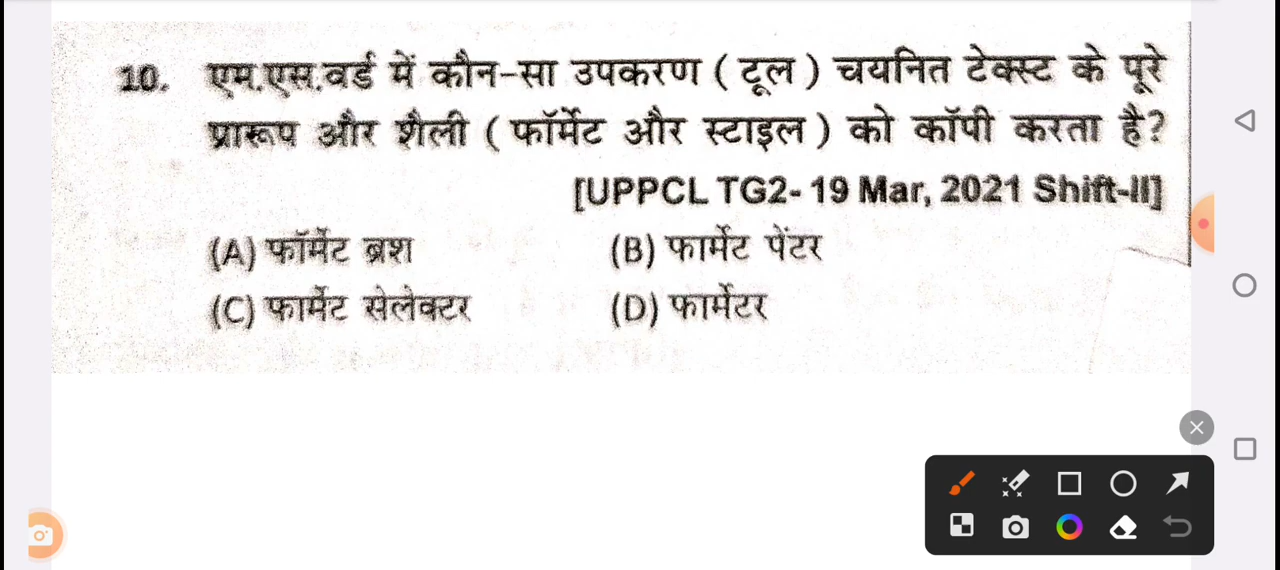 10. एम.एस.वर्ड में कौन-सा उपकरण ( टूल ) चयनित टेक्स्ट के पूरे
प्रारूप और शैली ( फॉर्मेट और स्टाइल ) को कॉपी करता है?
[UPPCL TG2- 19 Mar, 2021 Shift-II]
(A) फॉर्मेट ब्रश (B) फार्मेट पेंटर
(C) फार्मेट सेलेक्टर (D) फार्मेटर